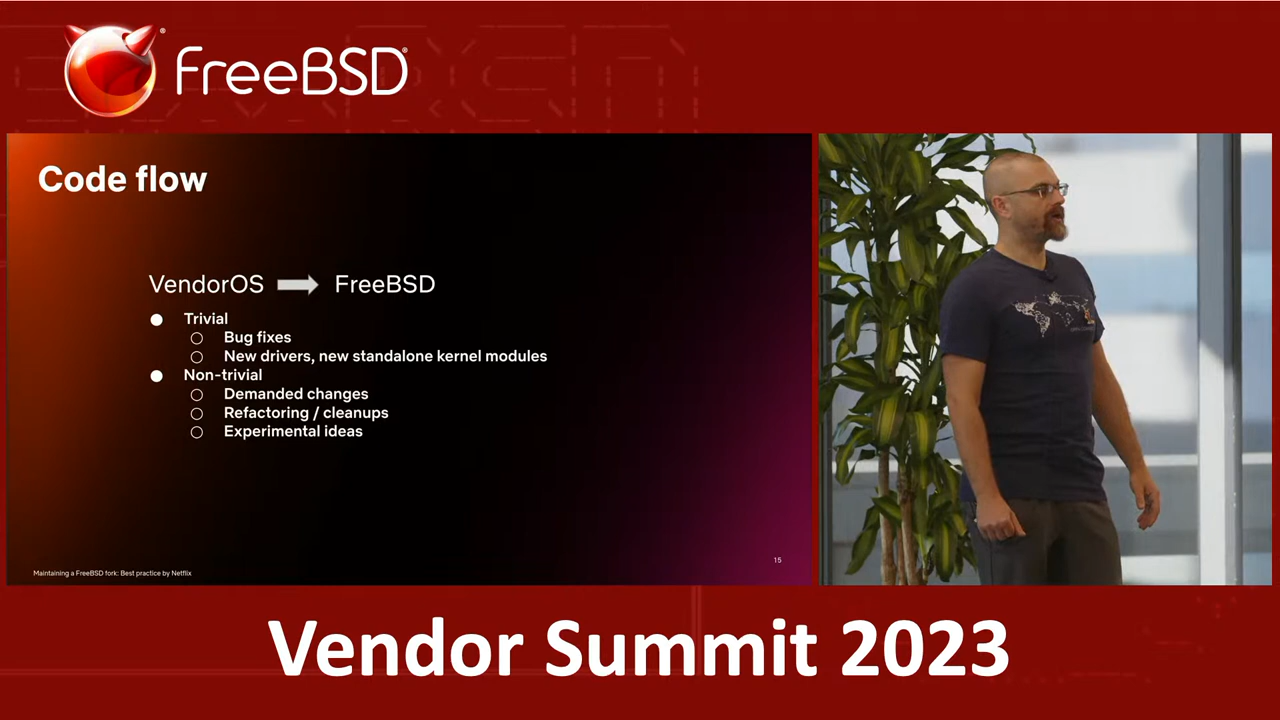 FreeBSD®
Code flow
VendorOS FreeBSD
Trivial
Bug fixes
New drivers, new standalone kernel modules
Non-trivial
Demanded changes
Refactoring / cleanups
Experimental ideas
15
Maintaining a FreeBSD fork: Best practice by Netflix
Vendor Summit 2023